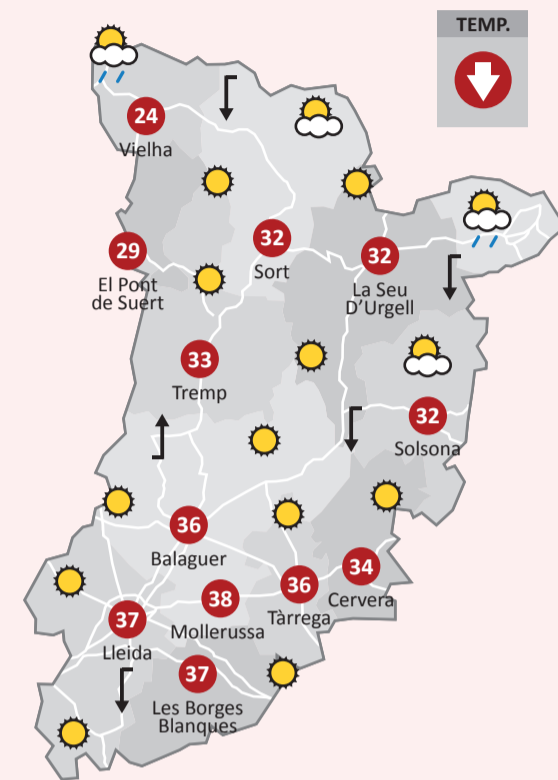 TEMP.
24
Vielha
29
El Pont
de Suert
32
Sort
32
La Seu
D'Urgell
33
Tremp
32
Solsona
36
Balaguer
34
Cervera
36
Tàrrega
38
Mollerussa
37
Lleida
37
Les Borges
Blanques